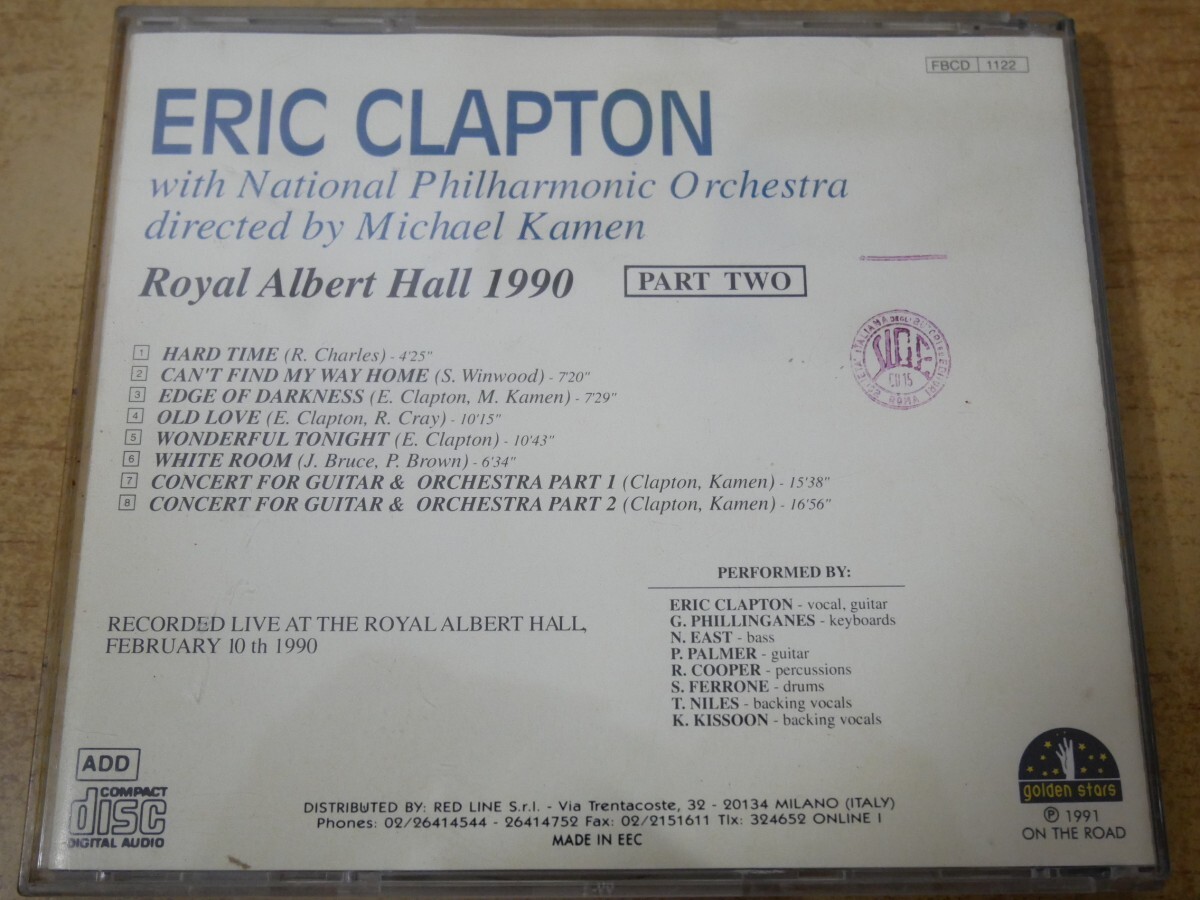 FBCD 1122
ERIC CLAPTON
with National Philharmonic Orchestra
directed by Michael Kamen
Royal Albert Hall 1990 PART TWO
1 HARD TIME (R. Charles) - 4'25"
2 CAN'T FIND MY WAY HOME (S. Winwood) - 7'20"
3 EDGE OF DARKNESS (E. Clapton, M. Kamen) - 7'29"
4 OLD LOVE (E. Clapton, R. Cray) - 10'15"
5 WONDERFUL TONIGHT (E. Clapton) - 10'43"
6 WHITE ROOM (J. Bruce, P. Brown) - 6'34"
7 CONCERT FOR GUITAR & ORCHESTRA PART 1 (Clapton, Kamen) - 15'38"
8 CONCERT FOR GUITAR & ORCHESTRA PART 2 (Clapton, Kamen) - 16'56"
ROMA
PERFORMED BY:
ERIC CLAPTON - vocal, guitar
G. PHILLINGANES - keyboards
N. EAST - bass
P. PALMER - guitar
R. COOPER - percussions
S. FERRONE - drums
T. NILES - backing vocals
K. KISSOON - backing vocals
RECORDED LIVE AT THE ROYAL ALBERT HALL,
FEBRUARY 10 th 1990
ADD
COMPACT
disc
DIGITAL AUDIO
DISTRIBUTED BY: RED LINE S.r.l. - Via Trentacoste, 32 - 20134 MILANO (ITALY)
Phones: 02/26414544 - 26414752 Fax: 02/2151611 Tlx: 324652 ONLINE I
MADE IN EEC
golden stars
℗ 1991
ON THE ROAD